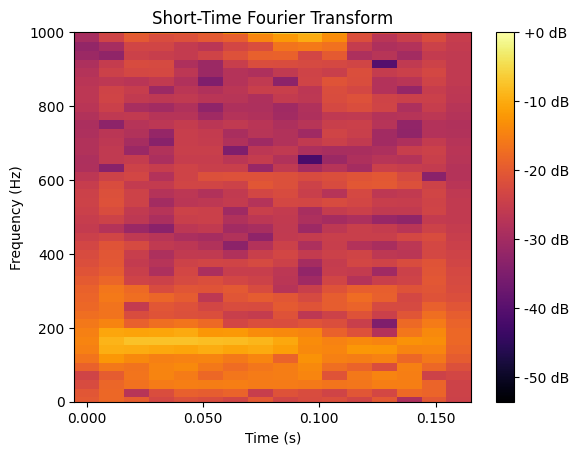 Short-Time Fourier Transform
Frequency (Hz)
1000
800
600
400
200
0
0.000
0.050
0.100
0.150
Time (s)
+0 dB
-10 dB
-20 dB
-30 dB
-40 dB
-50 dB